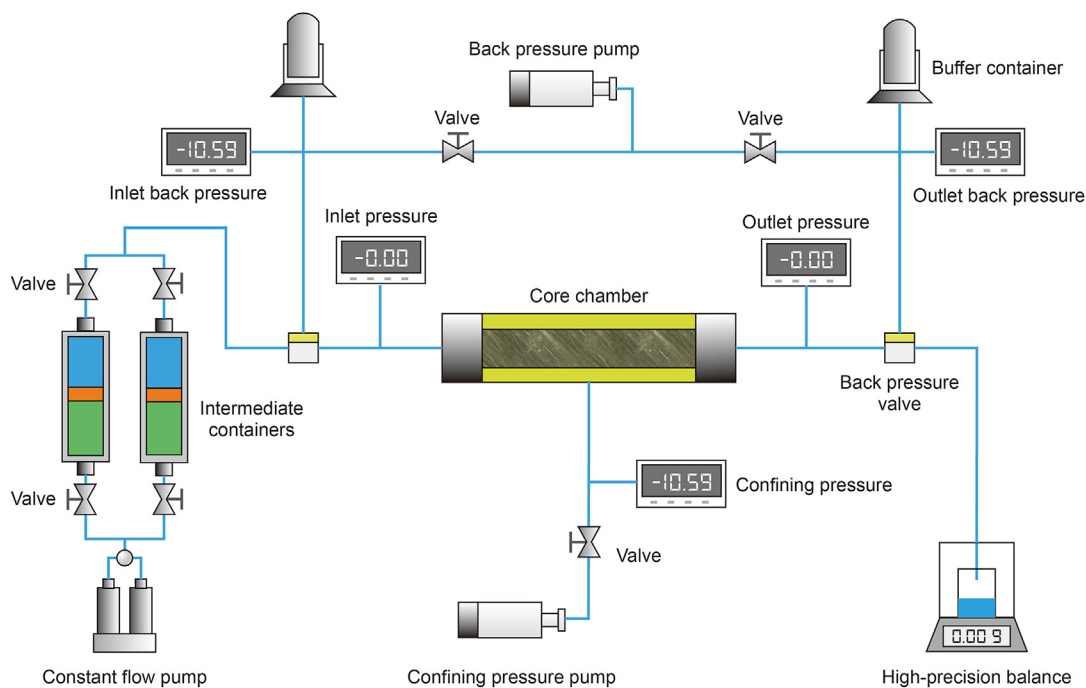 Back pressure pump
Buffer container
Valve
Valve
-10.59
-10.59
Inlet back pressure
Outlet back pressure
Inlet pressure
Outlet pressure
-0.00
-0.00
Valve
Core chamber
Back pressure
valve
Intermediate
containers
-10.59
Confining pressure
Valve
Valve
0.00 9
Constant flow pump
Confining pressure pump
High-precision balance